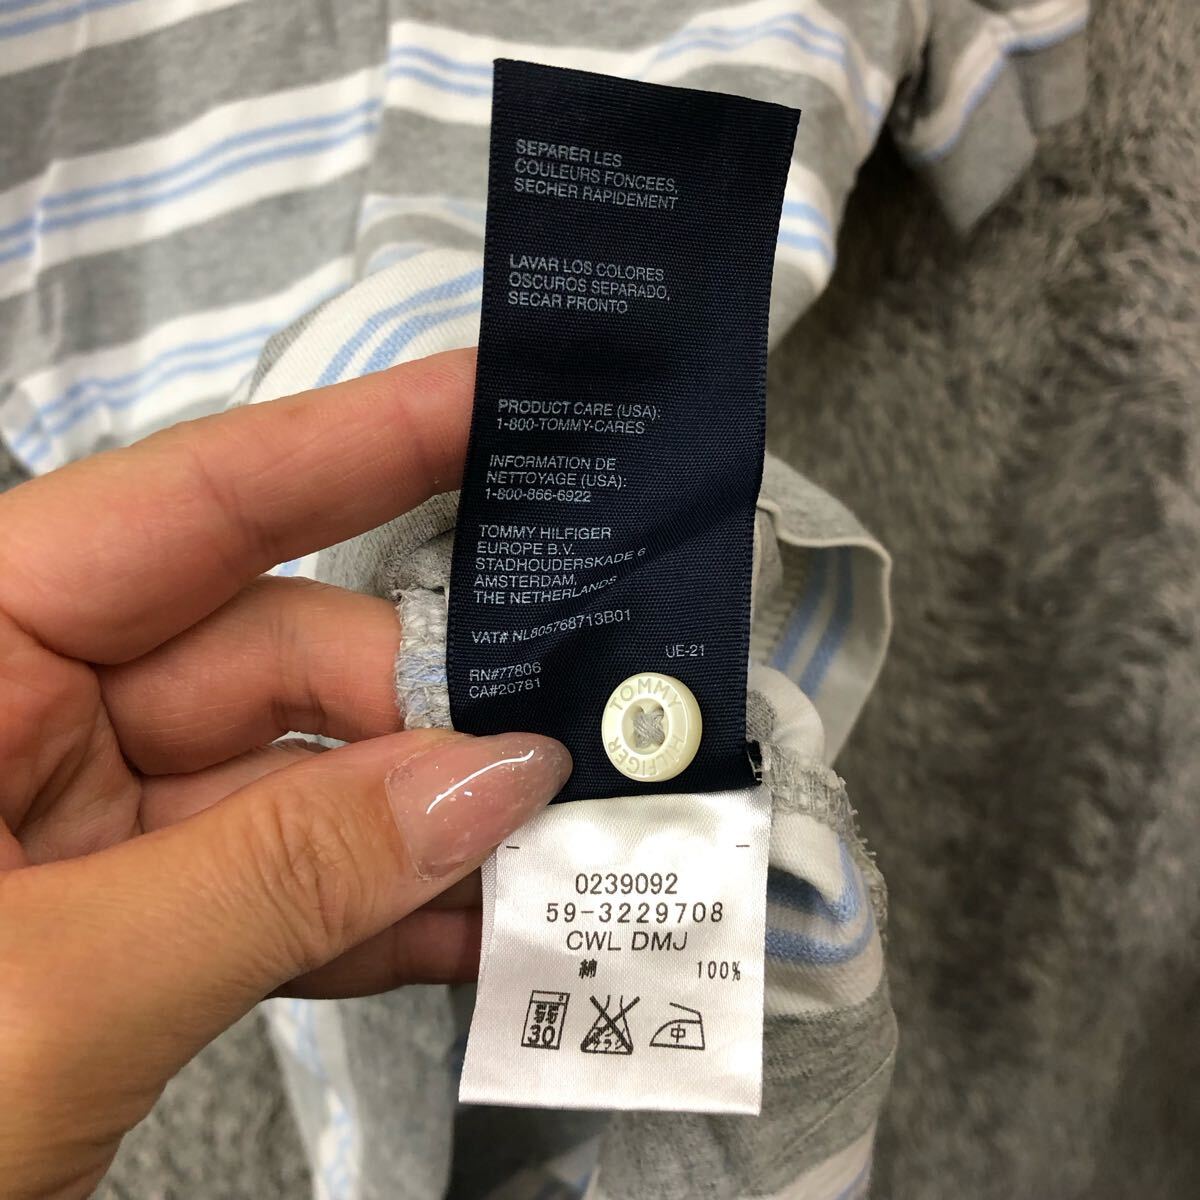 SEPARER LES
COULEURS FONCEES,
SECHER RAPIDEMENT
LAVAR LOS COLORES
OSCUROS SEPARADO,
SECAR PRONTO
PRODUCT CARE (USA):
1-800-TOMMY-CARES
INFORMATION DE
NETTOYAGE (USA):
1-800-866-6922
TOMMY HILFIGER
EUROPE B.V.
STADHOUDERSKADE 6
AMSTERDAM,
THE NETHERLANDS
VAT# NL805768713B01
UE-21
RN#77806
CA#20781
TOMMY HILFIGER
0239092
59-3229708
CWL DMJ
綿 100%
30
中